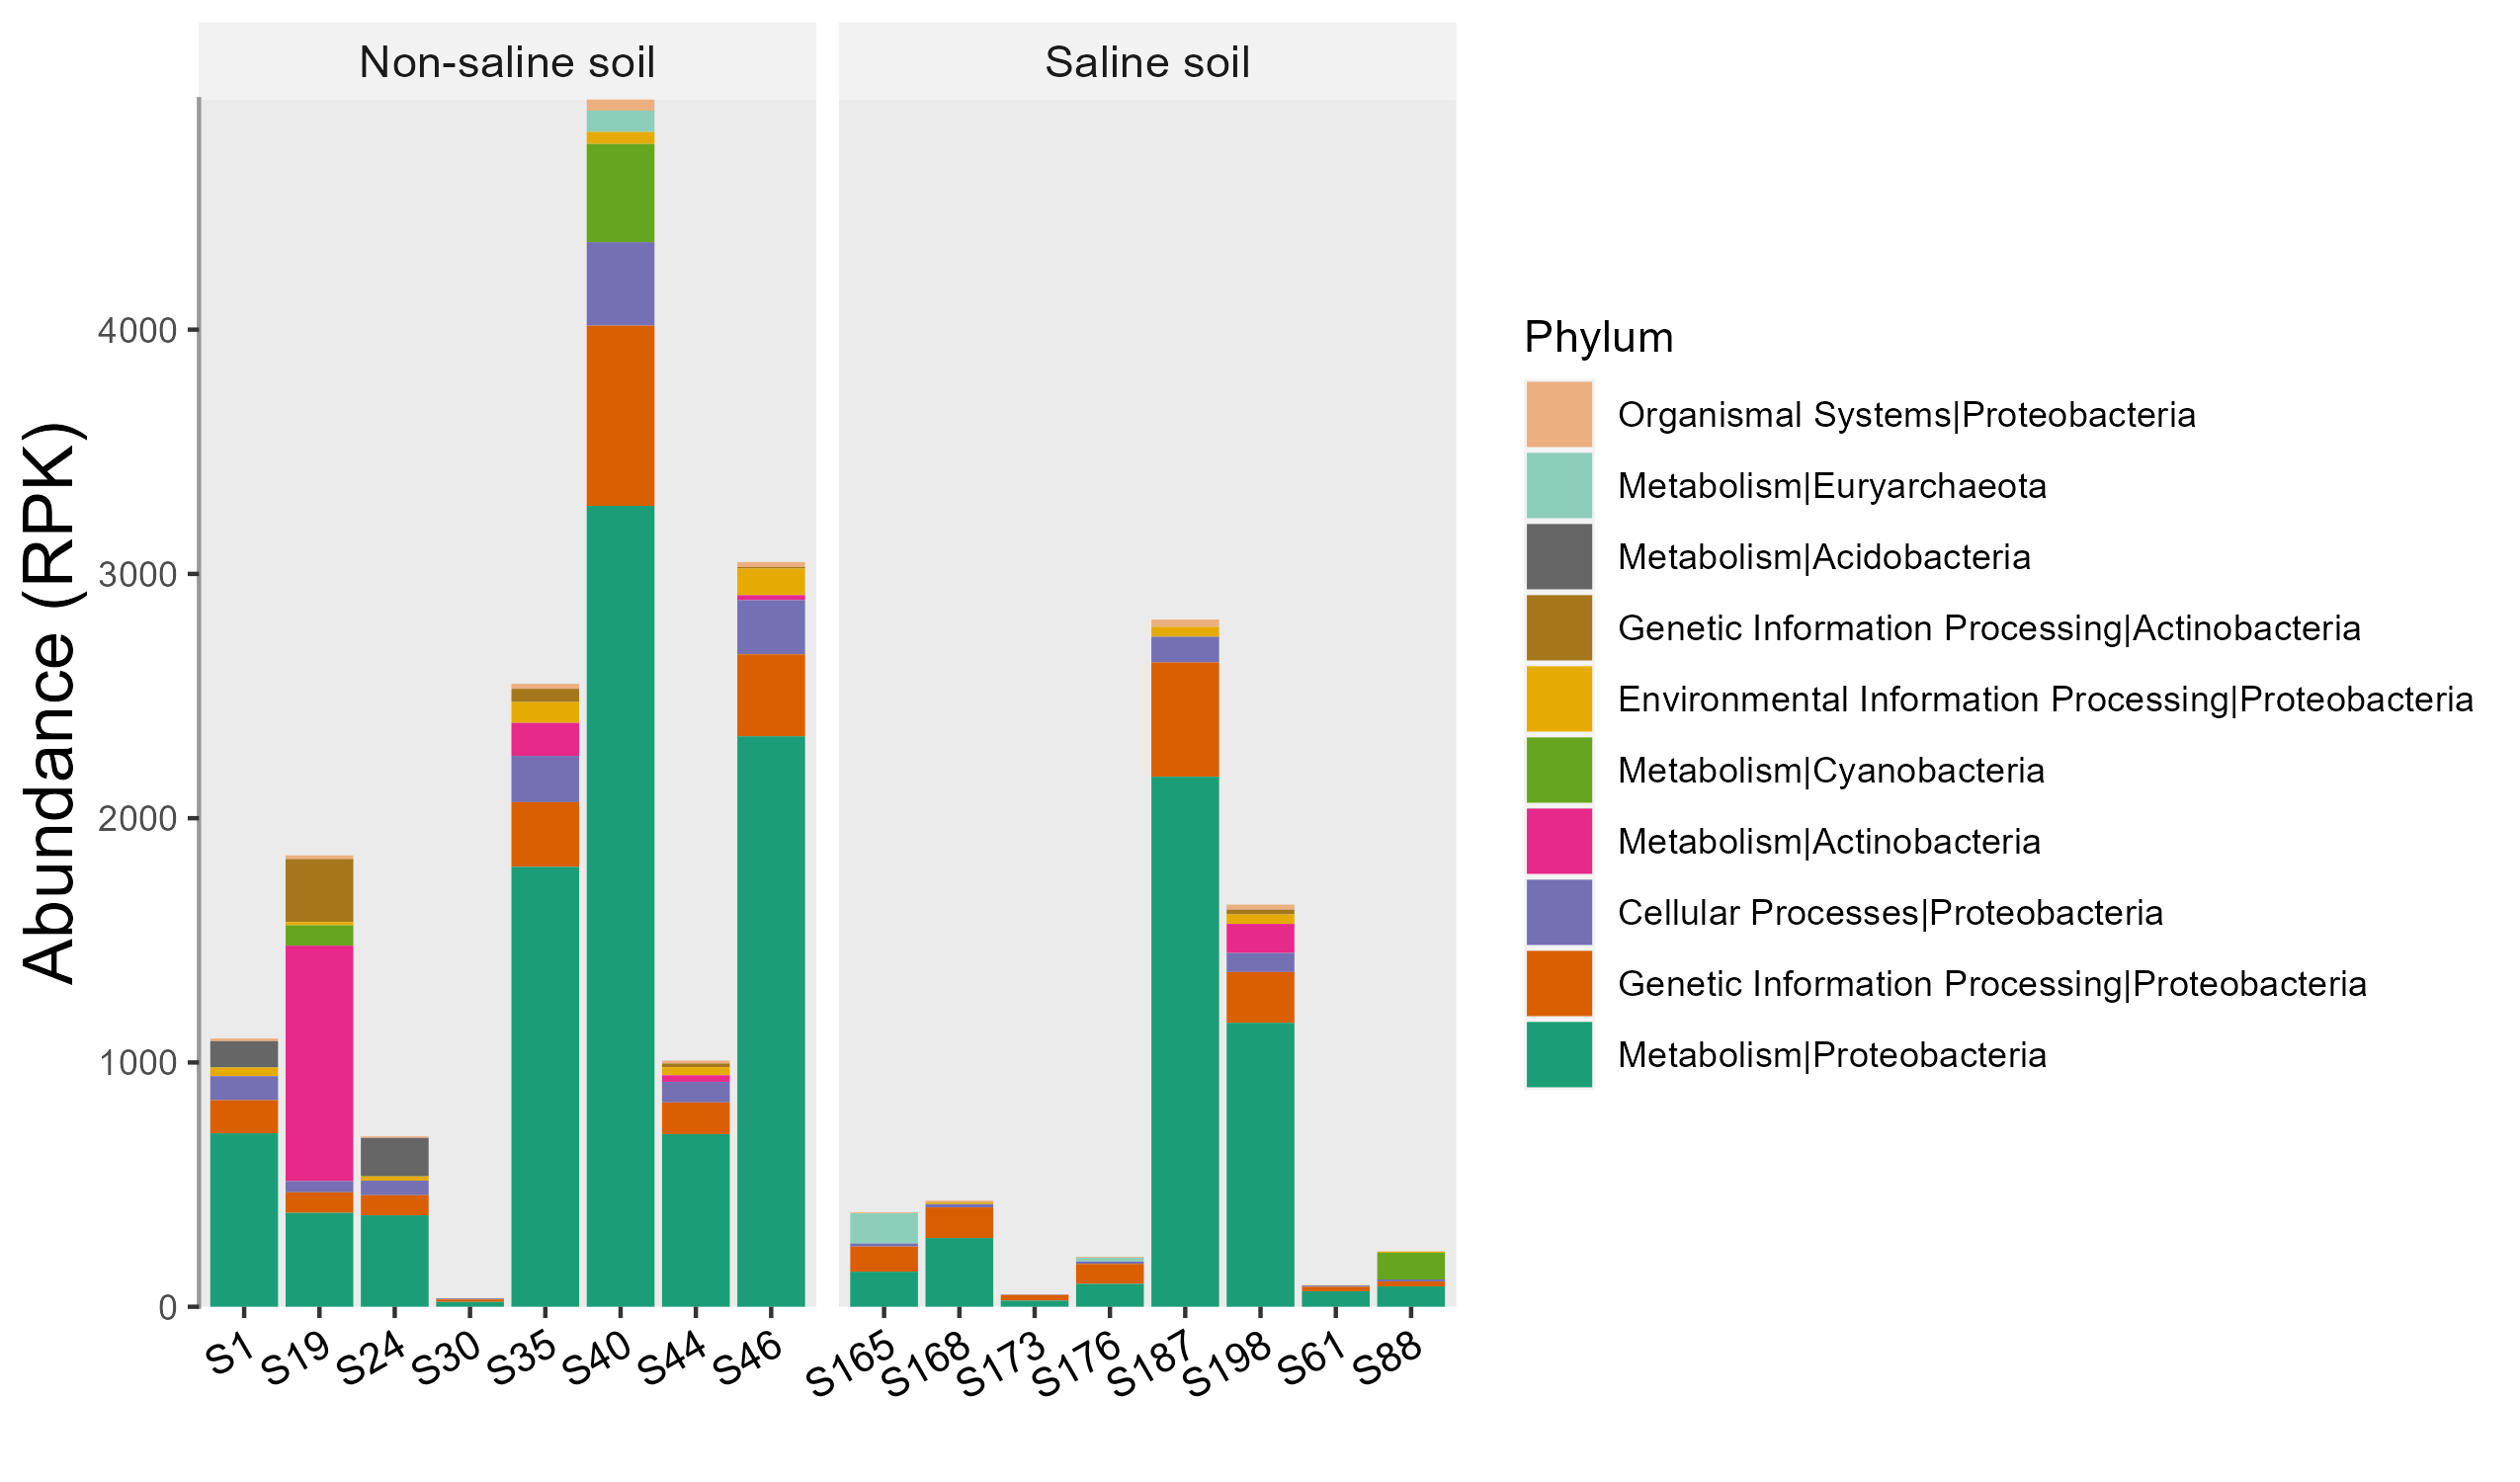 Non-saline soil
Saline soil
Abundance (RPK)
4000
3000
2000
1000
0
S1
S19
S24
S30
S35
S40
S44
S46
S165
S168
S173
S176
S187
S198
S61
S88
Phylum
Organismal Systems|Proteobacteria
Metabolism|Euryarchaeota
Metabolism|Acidobacteria
Genetic Information Processing|Actinobacteria
Environmental Information Processing|Proteobacteria
Metabolism|Cyanobacteria
Metabolism|Actinobacteria
Cellular Processes|Proteobacteria
Genetic Information Processing|Proteobacteria
Metabolism|Proteobacteria